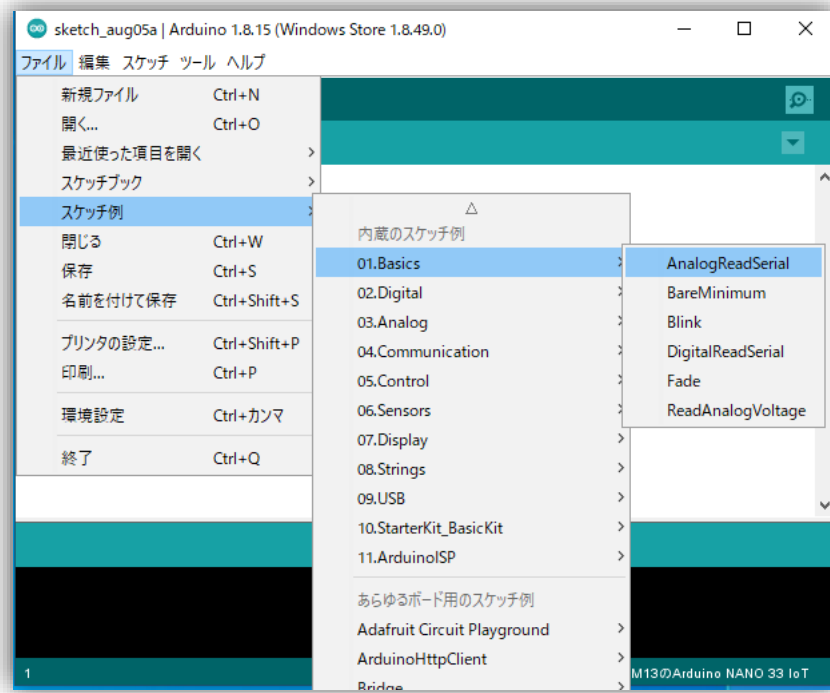 sketch_aug05a | Arduino 1.8.15 (Windows Store 1.8.49.0)
ファイル 編集 スケッチ ツール ヘルプ
新規ファイル Ctrl+N
開く... Ctrl+O
最近使った項目を開く
スケッチブック
スケッチ例
閉じる Ctrl+W
保存 Ctrl+S
名前を付けて保存 Ctrl+Shift+S
プリンタの設定... Ctrl+Shift+P
印刷... Ctrl+P
環境設定 Ctrl+カンマ
終了 Ctrl+Q
内蔵のスケッチ例
01.Basics
02.Digital
03.Analog
04.Communication
05.Control
06.Sensors
07.Display
08.Strings
09.USB
10.StarterKit_BasicKit
11.ArduinoISP
あらゆるボード用のスケッチ例
Adafruit Circuit Playground
ArduinoHttpClient
Bridge
AnalogReadSerial
BareMinimum
Blink
DigitalReadSerial
Fade
ReadAnalogVoltage
1
M13のArduino NANO 33 IoT